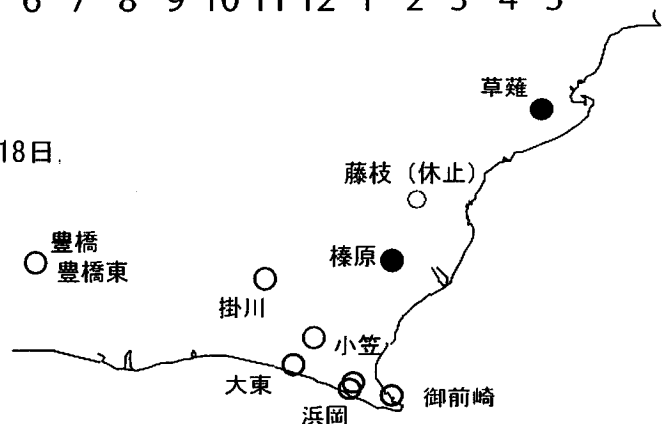 6 7 8 9 10 11 12 1 2 3 4 5
草薙
18日
藤枝（休止）
豊橋
豊橋東
榛原
掛川
小笠
大東
御前崎
浜岡